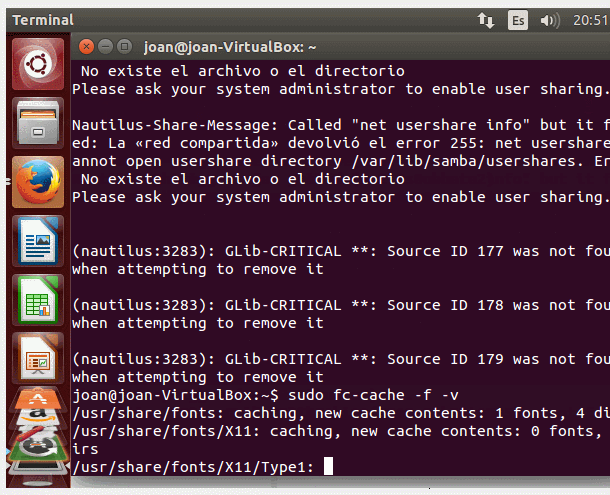 Terminal Es 20:51
joan@joan-VirtualBox: ~
No existe el archivo o el directorio
Please ask your system administrator to enable user sharing.
Nautilus-Share-Message: Called "net usershare info" but it f
ed: La «red compartida» devolvió el error 255: net usershare
annot open usershare directory /var/lib/samba/usershares. Er
No existe el archivo o el directorio
Please ask your system administrator to enable user sharing.
(nautilus:3283): GLib-CRITICAL **: Source ID 177 was not fou
when attempting to remove it
(nautilus:3283): GLib-CRITICAL **: Source ID 178 was not fou
when attempting to remove it
(nautilus:3283): GLib-CRITICAL **: Source ID 179 was not fou
when attempting to remove it
joan@joan-VirtualBox:~$ sudo fc-cache -f -v
/usr/share/fonts: caching, new cache contents: 1 fonts, 4 di
/usr/share/fonts/X11: caching, new cache contents: 0 fonts,
irs
/usr/share/fonts/X11/Type1: